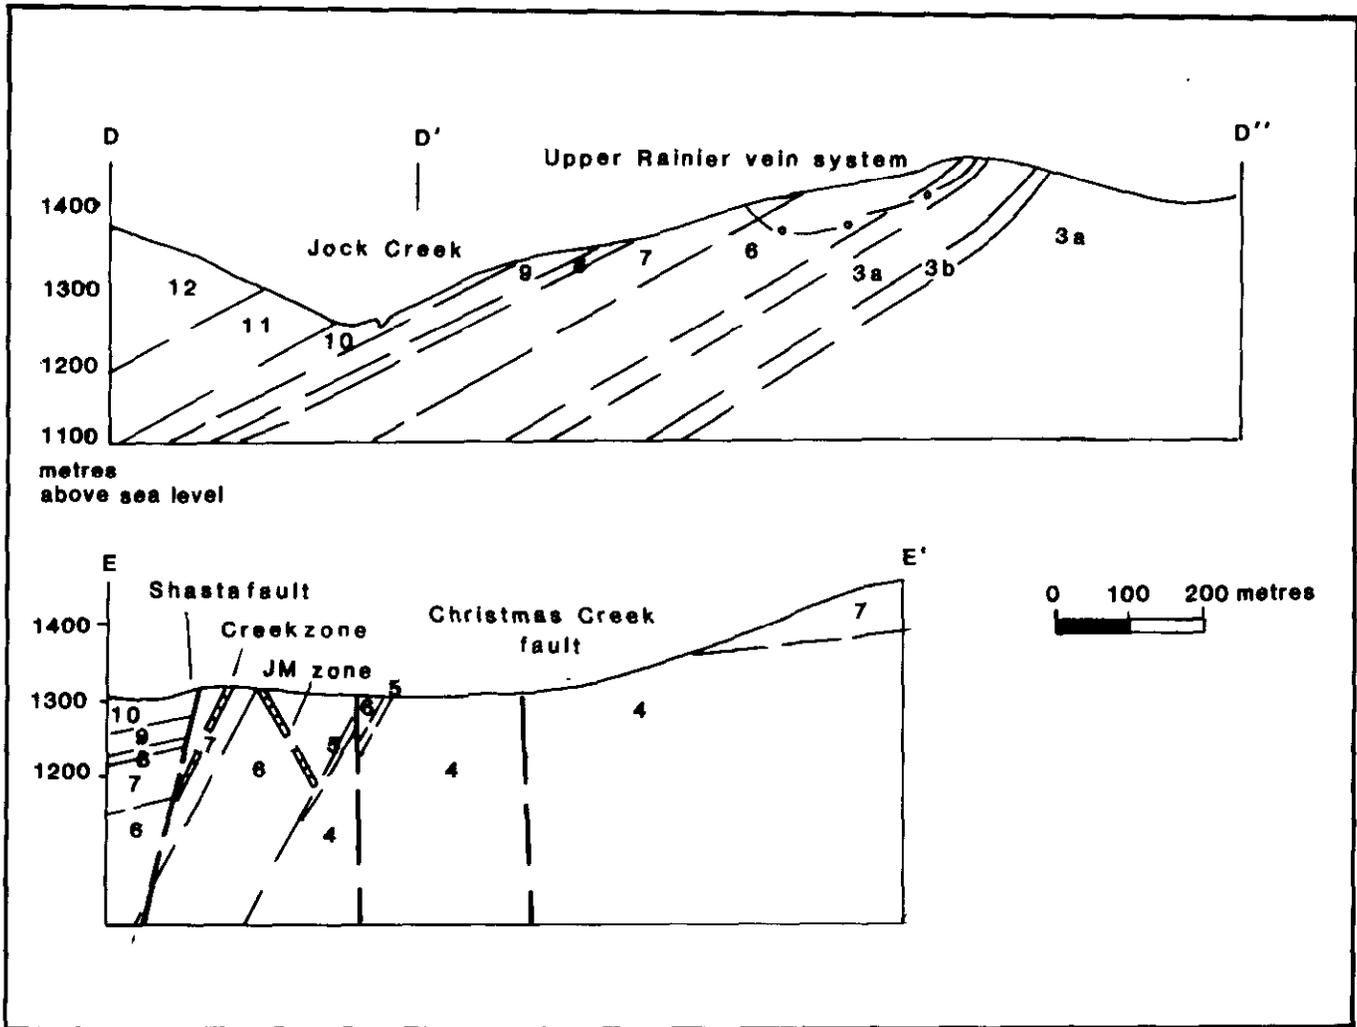 D D' D''
Upper Rainier vein system
1400
Jock Creek
3a
7 6
9 8
3a 3b
1300 12
11
10
1200
1100
metres
above sea level
E E'
Shasta fault
0 100 200 metres
Creek zone
Christmas Creek
fault
1400
7
JM zone
5
1300
6
10
4
9 7 5
8
1200 6 4
7
6 4